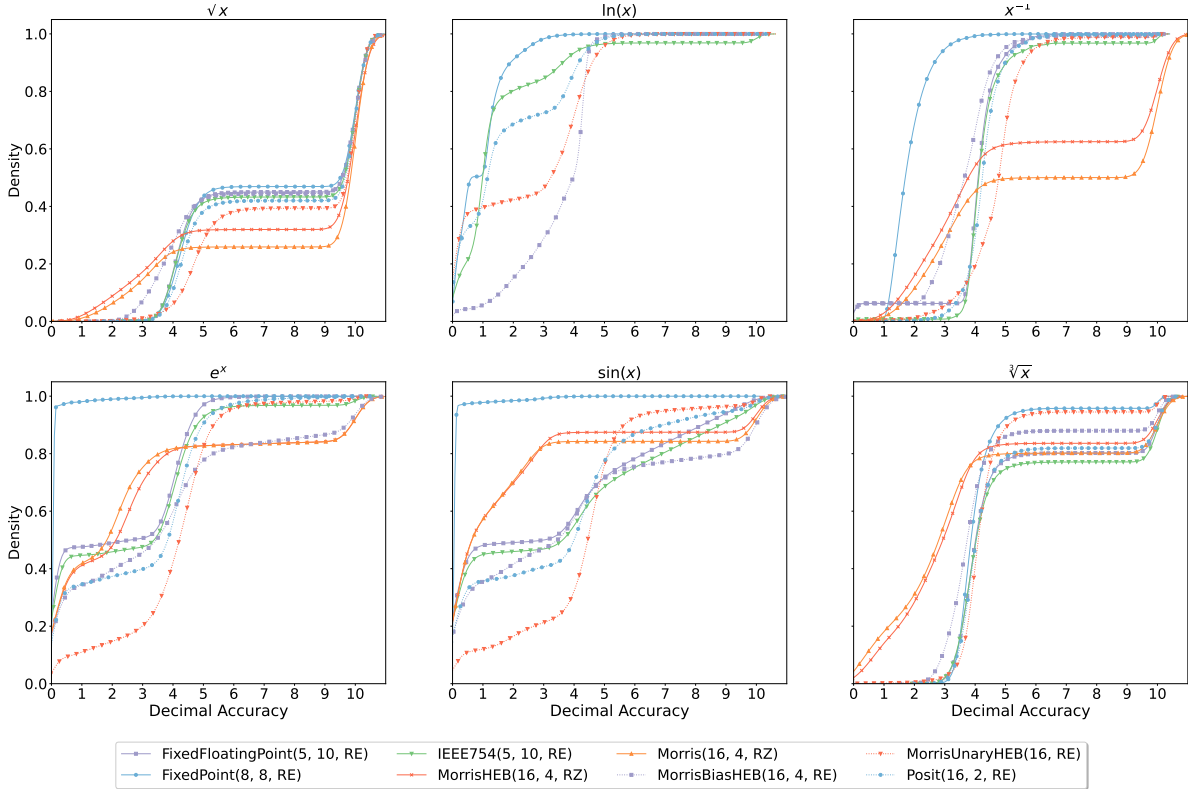 √x
ln(x)
x⁻¹
Density
1.0
0.8
0.6
0.4
0.2
0.0
0 1 2 3 4 5 6 7 8 9 10
0 1 2 3 4 5 6 7 8 9 10
0 1 2 3 4 5 6 7 8 9 10
eˣ
sin(x)
∛x
Density
1.0
0.8
0.6
0.4
0.2
0.0
0 1 2 3 4 5 6 7 8 9 10
0 1 2 3 4 5 6 7 8 9 10
0 1 2 3 4 5 6 7 8 9 10
Decimal Accuracy
Decimal Accuracy
Decimal Accuracy
FixedFloatingPoint(5, 10, RE)
IEEE754(5, 10, RE)
Morris(16, 4, RZ)
MorrisUnaryHEB(16, RE)
FixedPoint(8, 8, RE)
MorrisHEB(16, 4, RZ)
MorrisBiasHEB(16, 4, RE)
Posit(16, 2, RE)